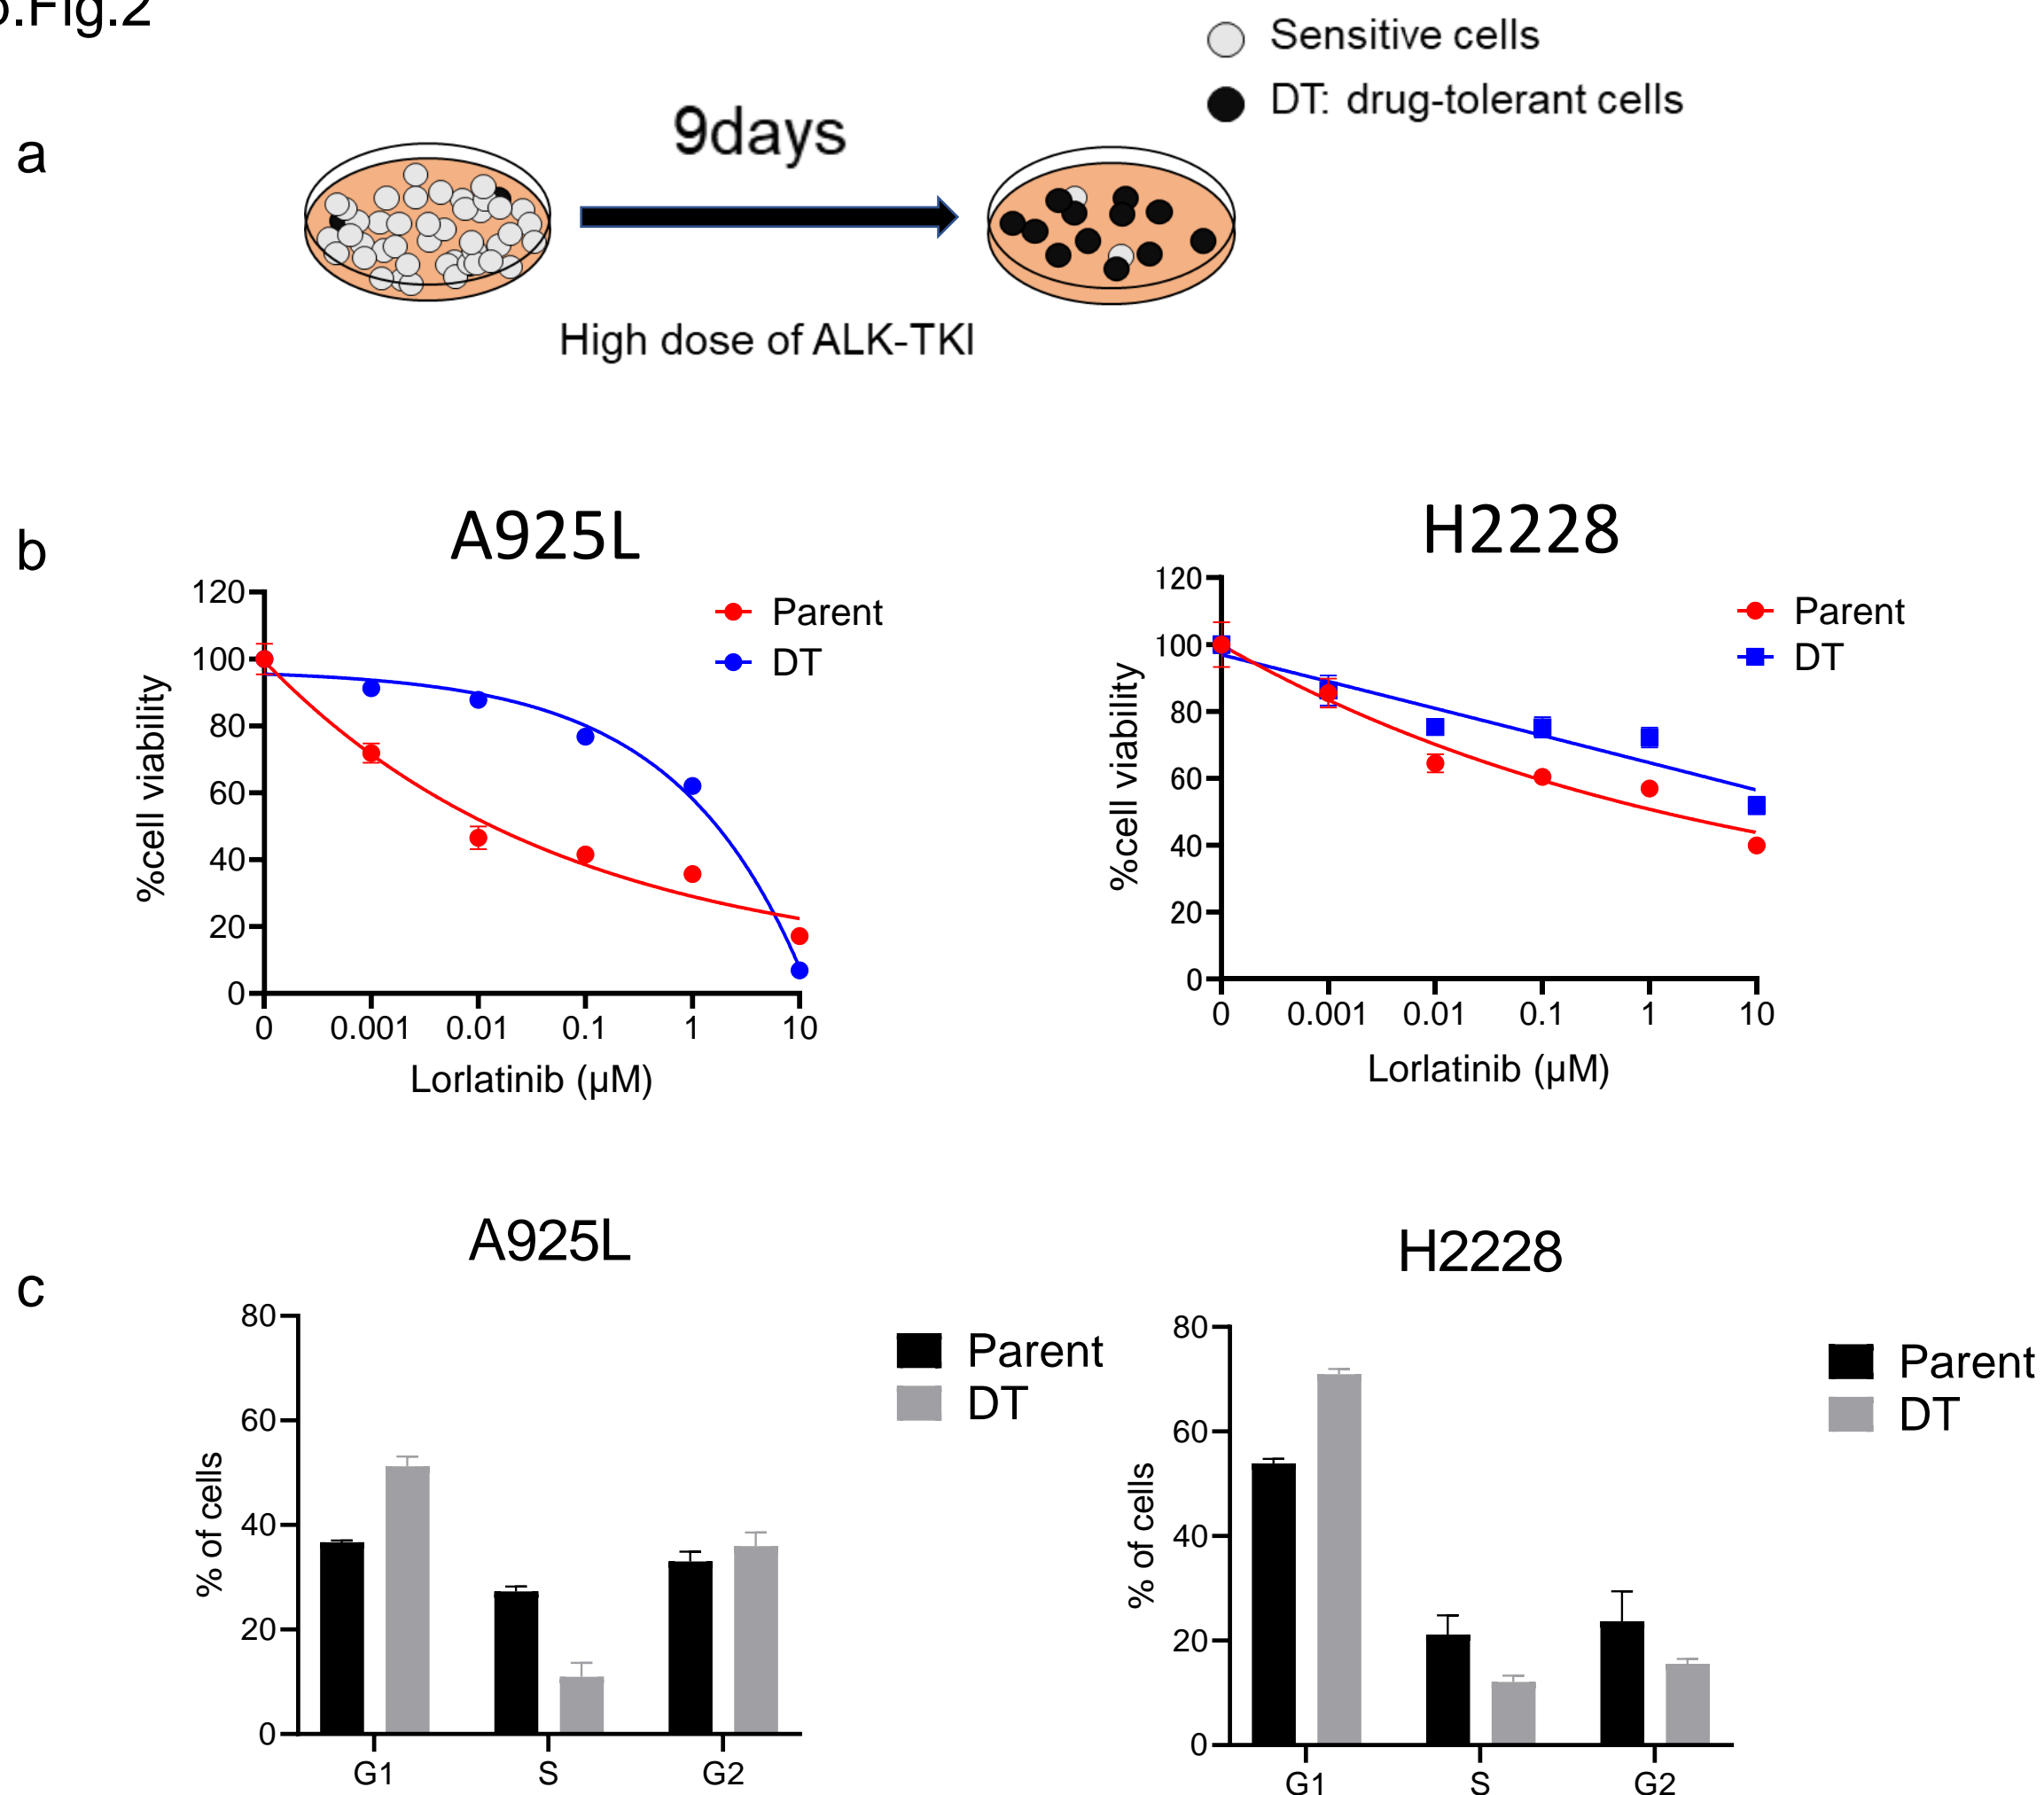 .Fig.2
Sensitive cells
DT: drug-tolerant cells
a
9days
High dose of ALK-TKI
b
A925L
120
100
80
60
40
20
0
%cell viability
Parent
DT
0 0.001 0.01 0.1 1 10
Lorlatinib (μM)
H2228
120
100
80
60
40
20
0
%cell viability
Parent
DT
0 0.001 0.01 0.1 1 10
Lorlatinib (μM)
c
A925L
80
60
40
20
0
% of cells
Parent
DT
G1 S G2
H2228
80
60
40
20
0
% of cells
Parent
DT
G1 S G2